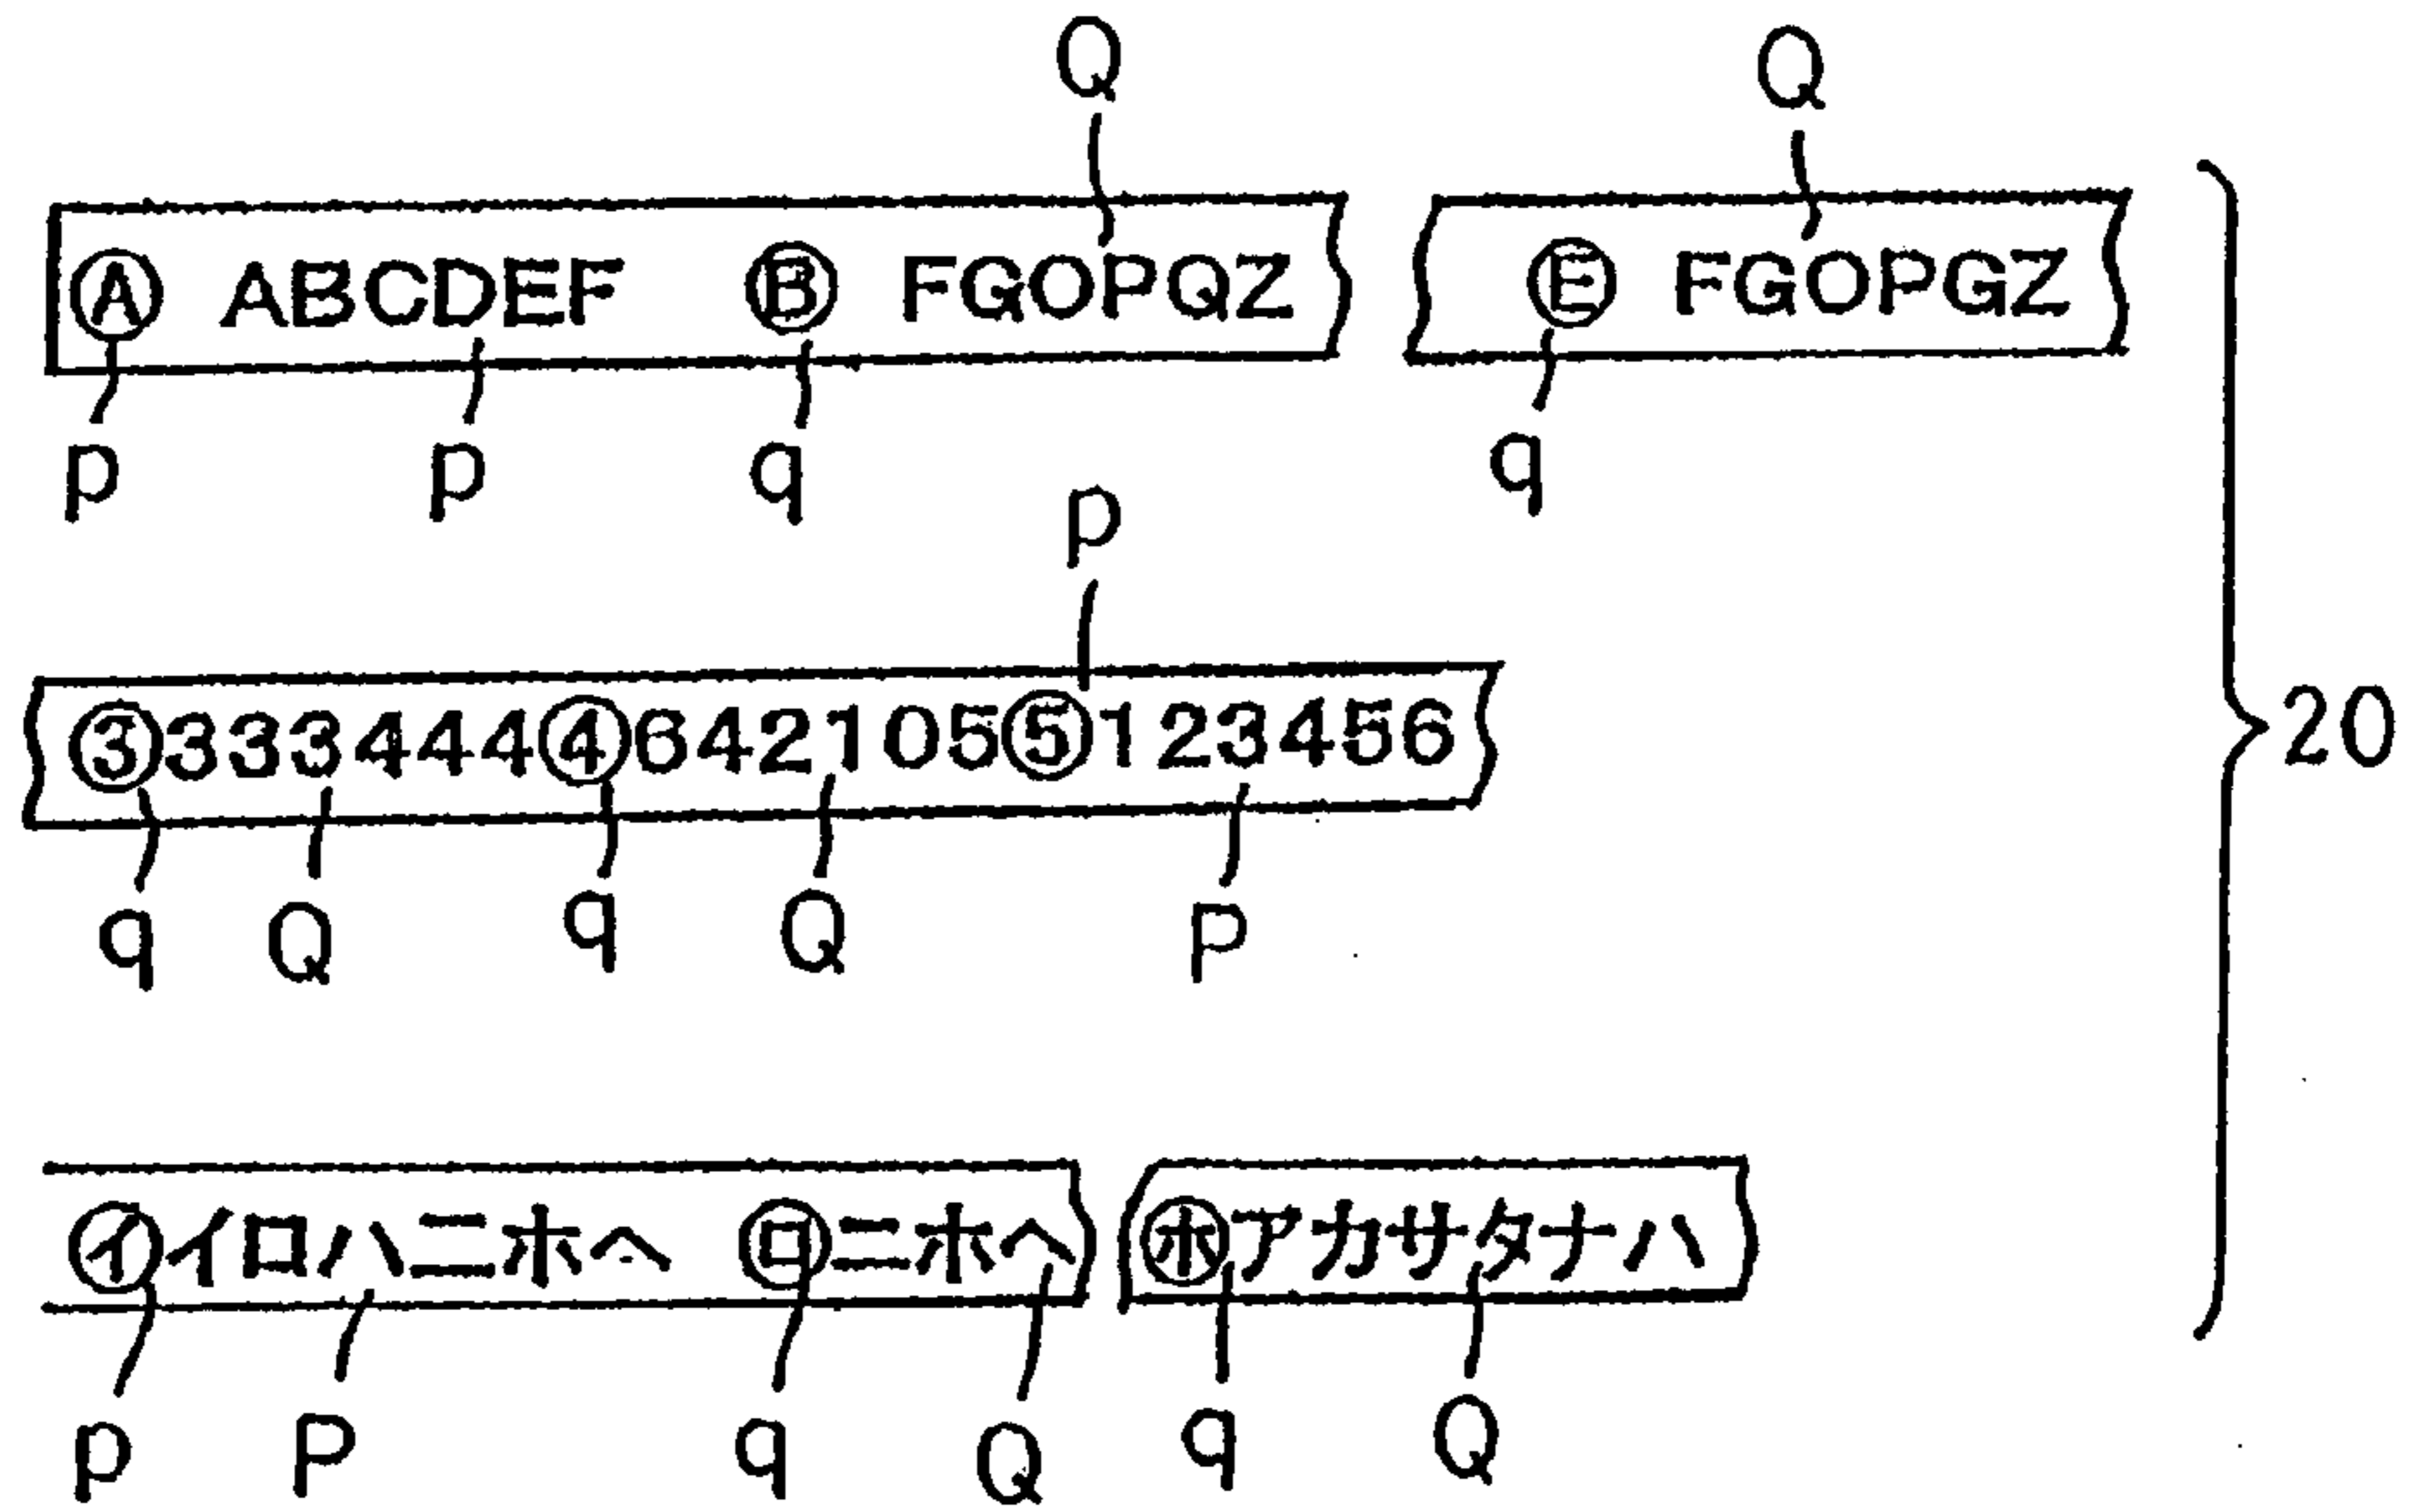 Q Q
Ⓐ ABCDEF Ⓑ FGOPQZ Ⓔ FGOPGZ
p p q q
p
③333444④642105⑤123456
20
q Q q Q P
㋑イロハニホヘ ㋺ニホヘ ㋭アカサタナハ
p P q Q q Q